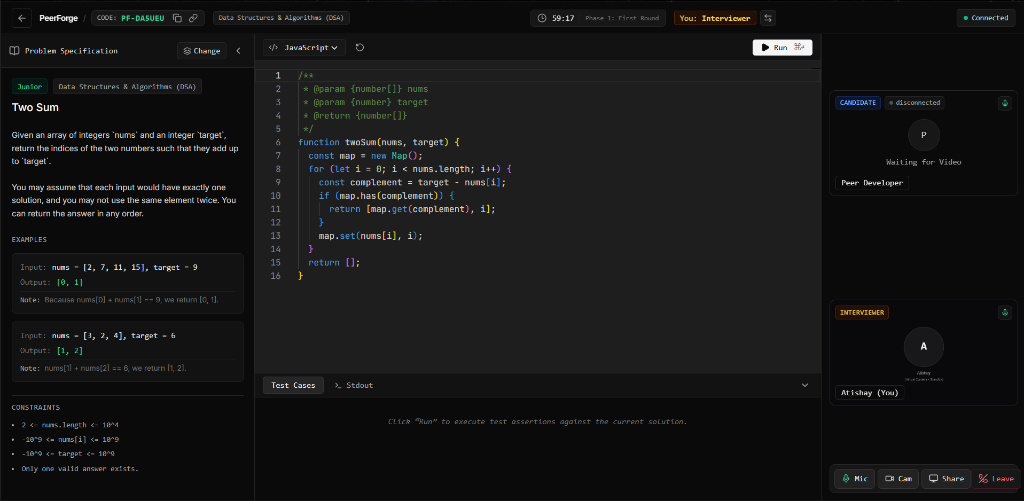 PeerForge / CODE: PF-DA5UEU Data Structures & Algorithms (DSA) 59:17 Phase 1: First Round You: Interviewer Connected
Problem Specification Change
Junior Data Structures & Algorithms (DSA)
Two Sum
Given an array of integers `nums` and an integer `target`,
return the indices of the two numbers such that they add up
to `target`.
You may assume that each input would have exactly one
solution, and you may not use the same element twice. You
can return the answer in any order.
EXAMPLES
Input: nums = [2, 7, 11, 15], target = 9
Output: [0, 1]
Note: Because nums[0] + nums[1] == 9, we return [0, 1].
Input: nums = [3, 2, 4], target = 6
Output: [1, 2]
Note: nums[1] + nums[2] == 6, we return [1, 2].
CONSTRAINTS
• 2 <= nums.length <= 10^4
• -10^9 <= nums[i] <= 10^9
• -10^9 <= target <= 10^9
• Only one valid answer exists.
</> JavaScript Run
1 /**
2 * @param {number[]} nums
3 * @param {number} target
4 * @return {number[]}
5 */
6 function twoSum(nums, target) {
7 const map = new Map();
8 for (let i = 0; i < nums.length; i++) {
9 const complement = target - nums[i];
10 if (map.has(complement)) {
11 return [map.get(complement), i];
12 }
13 map.set(nums[i], i);
14 }
15 return [];
16 }
Test Cases >_ Stdout
Click "Run" to execute test assertions against the current solution.
CANDIDATE disconnected
P
Waiting for Video
Peer Developer
INTERVIEWER
A
Atishay
Atishay (You)
Mic Cam Share Leave